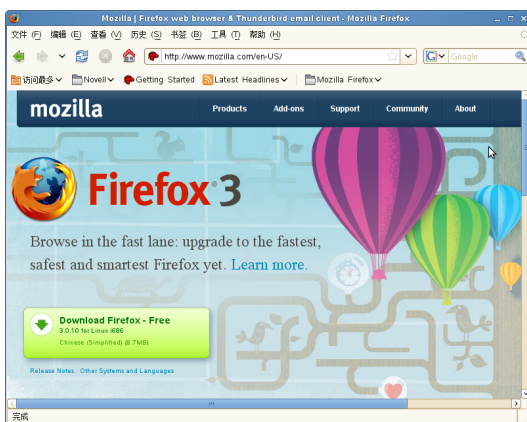 Mozilla | Firefox web browser & Thunderbird email client - Mozilla Firefox
文件 (F) 编辑 (E) 查看 (V) 历史 (S) 书签 (B) 工具 (T) 帮助 (H)
http://www.mozilla.com/en-US/ G Google
访问最多 Novell Getting Started Latest Headlines Mozilla Firefox
mozilla Products Add-ons Support Community About
Firefox® 3
Browse in the fast lane: upgrade to the fastest,
safest and smartest Firefox yet. Learn more.
Download Firefox - Free
3.0.10 for Linux i686
Chinese (Simplified) (8.7MB)
Release Notes Other Systems and Languages
完成